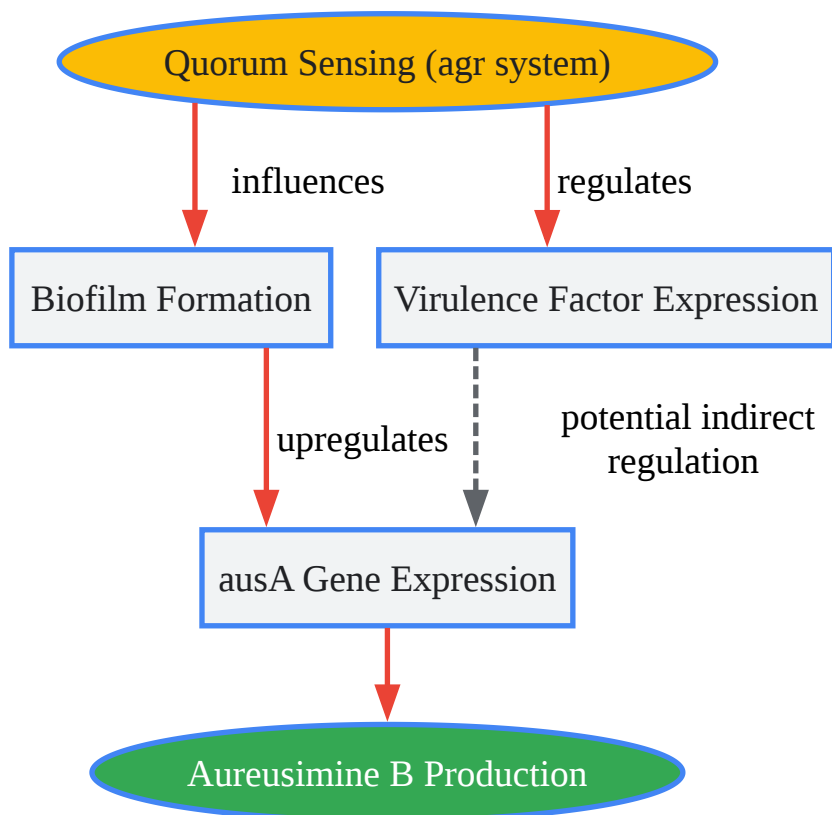 Quorum Sensing (agr system)
influences
regulates
Biofilm Formation
Virulence Factor Expression
upregulates
potential indirect
regulation
ausA Gene Expression
Aureusimine B Production